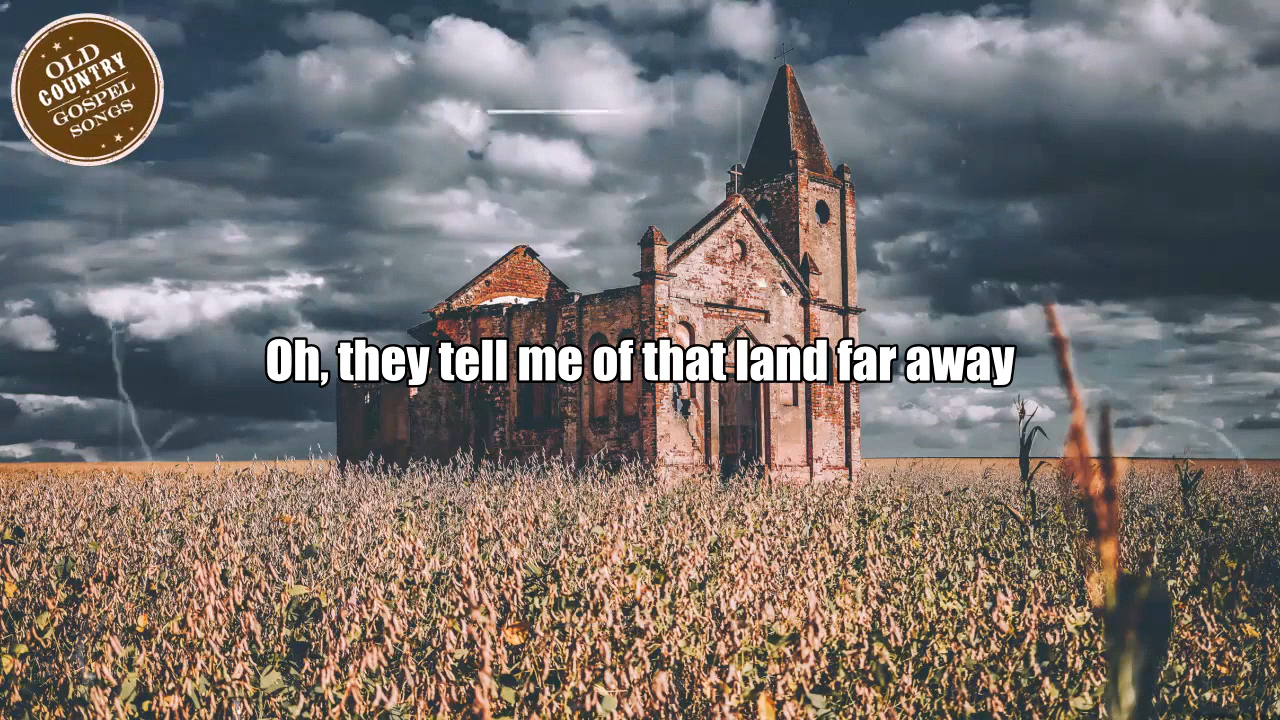 OLD
COUNTRY
GOSPEL
SONGS
Oh, they tell me of that land far away